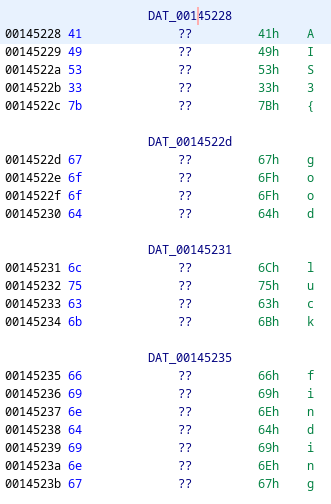 DAT_00145228
00145228 41 ?? 41h A
00145229 49 ?? 49h I
0014522a 53 ?? 53h S
0014522b 33 ?? 33h 3
0014522c 7b ?? 7Bh {
DAT_0014522d
0014522d 67 ?? 67h g
0014522e 6f ?? 6Fh o
0014522f 6f ?? 6Fh o
00145230 64 ?? 64h d
DAT_00145231
00145231 6c ?? 6Ch l
00145232 75 ?? 75h u
00145233 63 ?? 63h c
00145234 6b ?? 6Bh k
DAT_00145235
00145235 66 ?? 66h f
00145236 69 ?? 69h i
00145237 6e ?? 6Eh n
00145238 64 ?? 64h d
00145239 69 ?? 69h i
0014523a 6e ?? 6Eh n
0014523b 67 ?? 67h g